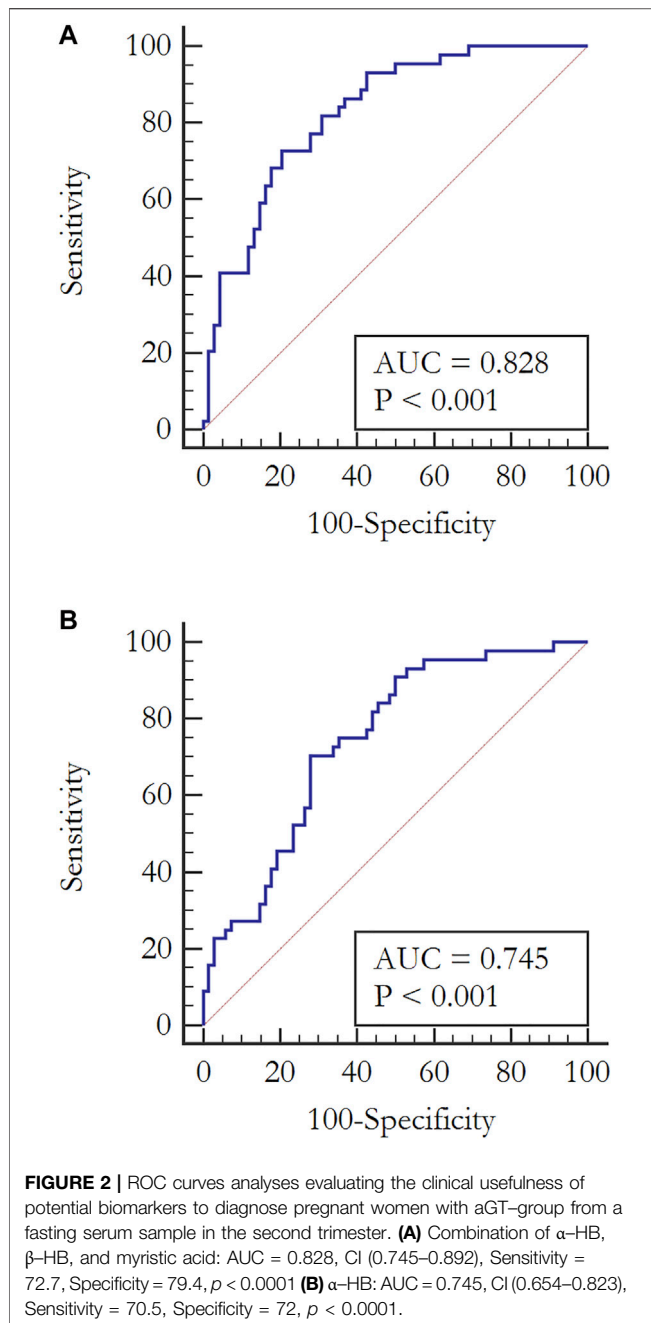 A
100
80
60
40
20
0
Sensitivity
AUC = 0.828
P < 0.001
0 20 40 60 80 100
100-Specificity
B
100
80
60
40
20
0
Sensitivity
AUC = 0.745
P < 0.001
0 20 40 60 80 100
100-Specificity
FIGURE 2 | ROC curves analyses evaluating the clinical usefulness of
potential biomarkers to diagnose pregnant women with aGT–group from a
fasting serum sample in the second trimester. (A) Combination of α–HB,
β–HB, and myristic acid: AUC = 0.828, CI (0.745–0.892), Sensitivity =
72.7, Specificity = 79.4, p < 0.0001 (B) α–HB: AUC = 0.745, CI (0.654–0.823),
Sensitivity = 70.5, Specificity = 72, p < 0.0001.